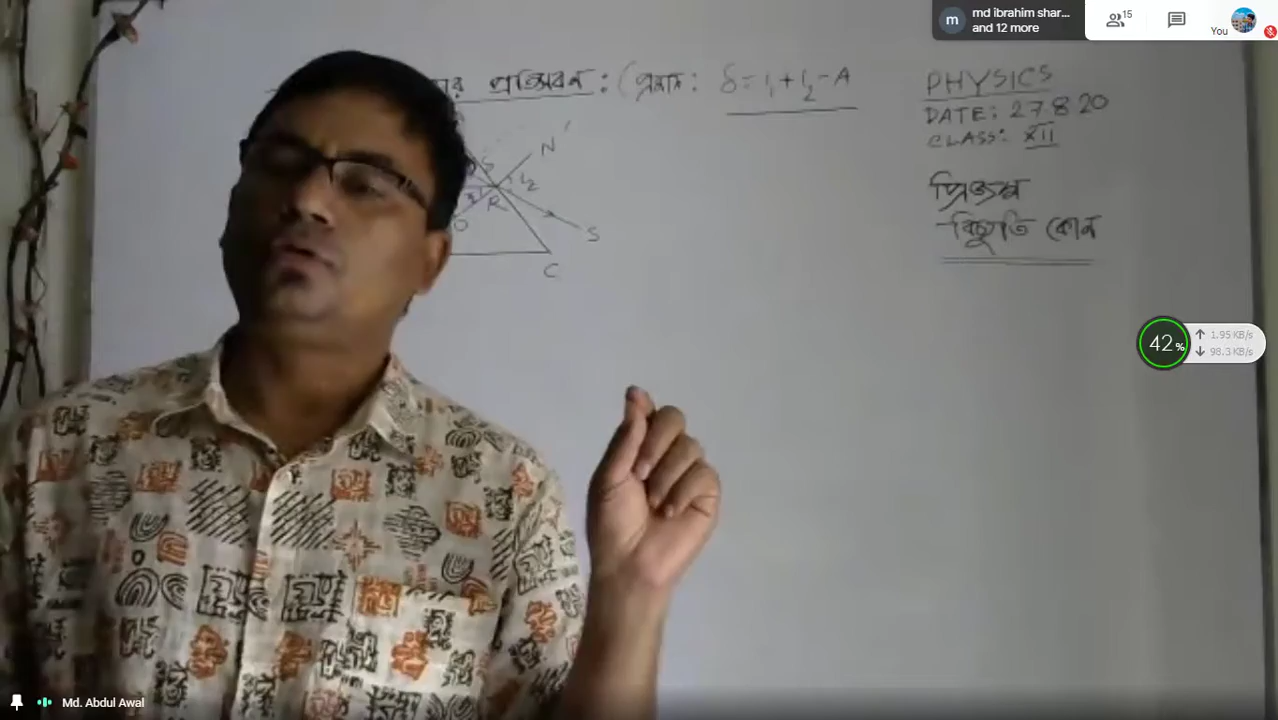 md ibrahim shar...
and 12 more
15
You
র প্রতিসরন : (প্রমান: δ = i₁ + i₂ - A
PHYSICS
DATE: 27.8.20
CLASS: XII
প্রিজম
বিচ্যুতি কোন
N'
S
i₂
R
O
S
C
42%
1.95 KB/s
98.3 KB/s
Md. Abdul Awal